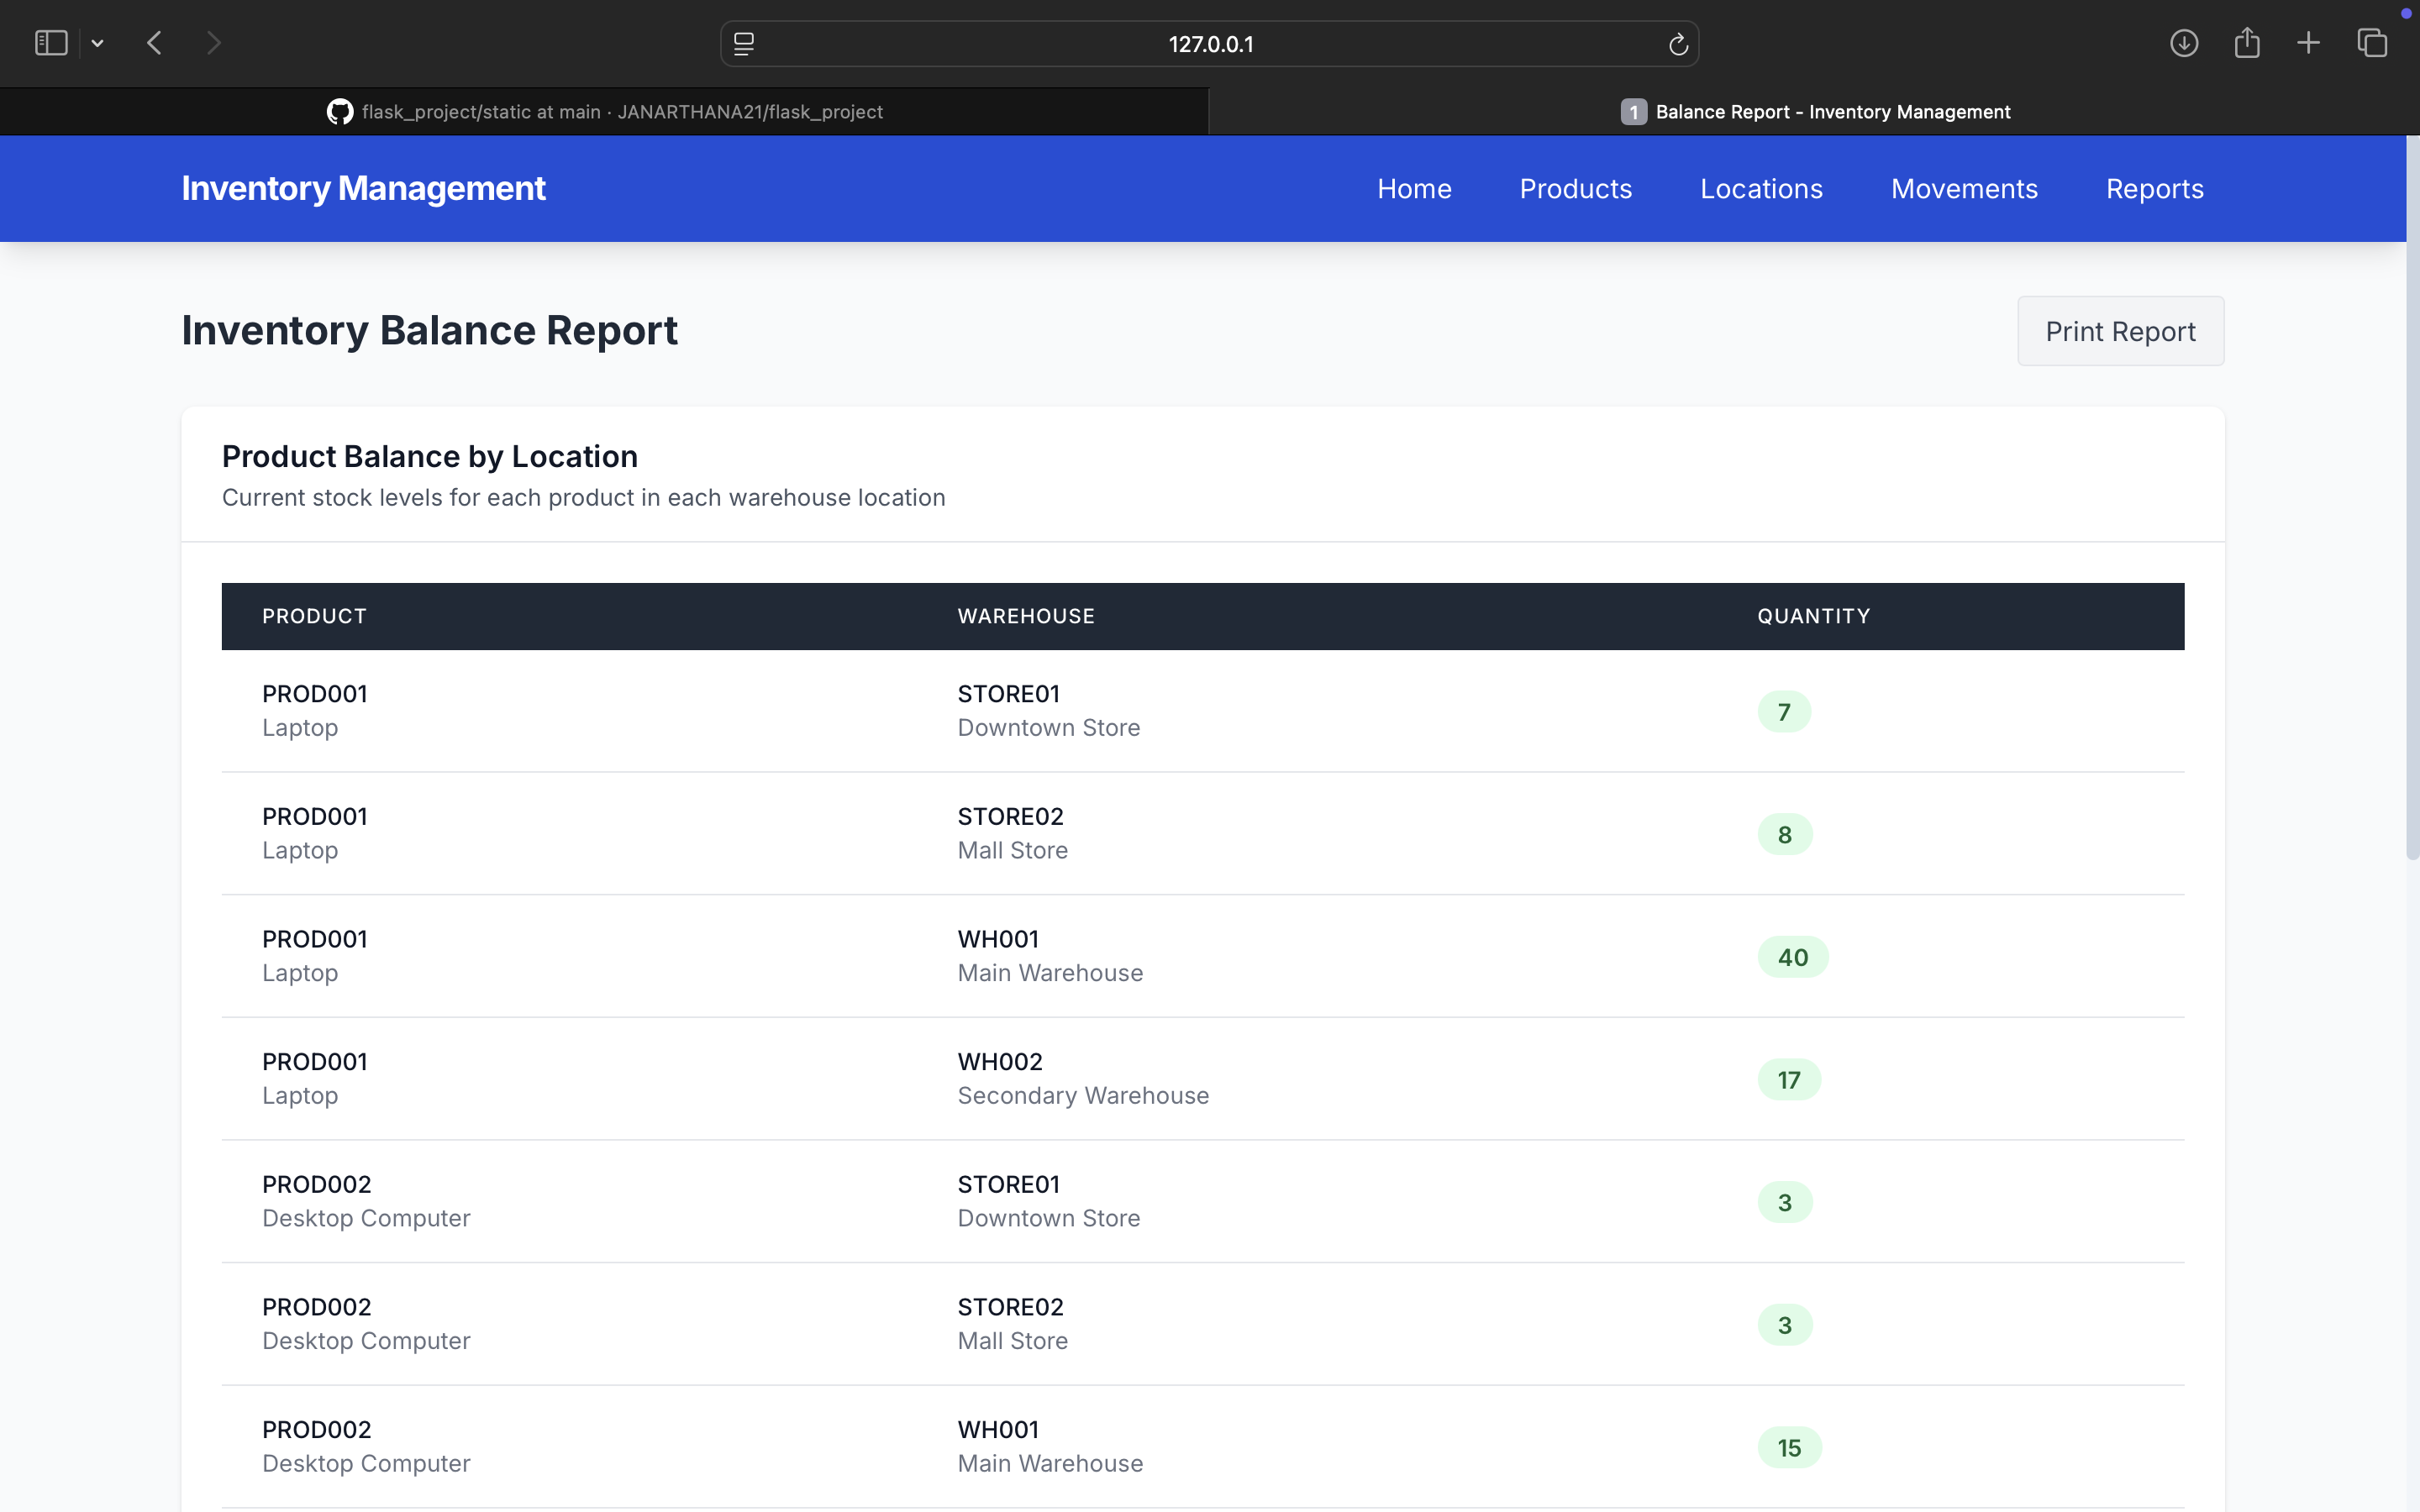 127.0.0.1
flask_project/static at main · JANARTHANA21/flask_project
1 Balance Report - Inventory Management
Inventory Management
Home Products Locations Movements Reports
Inventory Balance Report
Print Report
Product Balance by Location
Current stock levels for each product in each warehouse location
PRODUCT WAREHOUSE QUANTITY
PROD001 STORE01
Laptop Downtown Store
7
PROD001 STORE02
Laptop Mall Store
8
PROD001 WH001
Laptop Main Warehouse
40
PROD001 WH002
Laptop Secondary Warehouse
17
PROD002 STORE01
Desktop Computer Downtown Store
3
PROD002 STORE02
Desktop Computer Mall Store
3
PROD002 WH001
Desktop Computer Main Warehouse
15